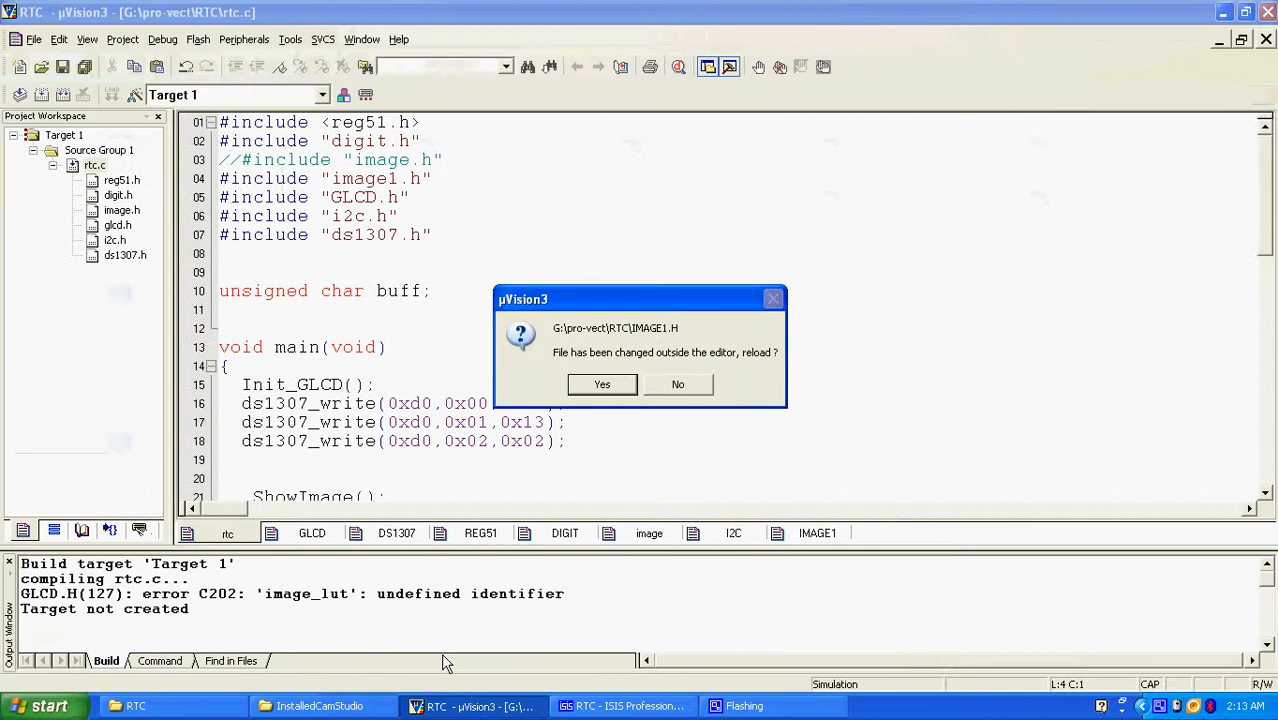 RTC - µVision3 - [G:\pro-vect\RTC\rtc.c]
File Edit View Project Debug Flash Peripherals Tools SVCS Window Help
Target 1
Project Workspace
Target 1
Source Group 1
rtc.c
reg51.h
digit.h
image.h
glcd.h
i2c.h
ds1307.h
01 #include <reg51.h>
02 #include "digit.h"
03 //#include "image.h"
04 #include "image1.h"
05 #include "GLCD.h"
06 #include "i2c.h"
07 #include "ds1307.h"
08
09
10 unsigned char buff;
11
12
13 void main(void)
14 {
15 Init_GLCD();
16 ds1307_write(0xd0,0x00
17 ds1307_write(0xd0,0x01,0x13);
18 ds1307_write(0xd0,0x02,0x02);
19
20
21 ShowImage();
µVision3
G:\pro-vect\RTC\IMAGE1.H
File has been changed outside the editor, reload ?
Yes No
rtc GLCD DS1307 REG51 DIGIT image I2C IMAGE1
Build target 'Target 1'
compiling rtc.c...
GLCD.H(127): error C202: 'image_lut': undefined identifier
Target not created
Output Window
Build Command Find in Files
Simulation L:4 C:1 CAP R/W
start RTC InstalledCamStudio RTC - µVision3 - [G:\... RTC - ISIS Profession... Flashing 2:13 AM